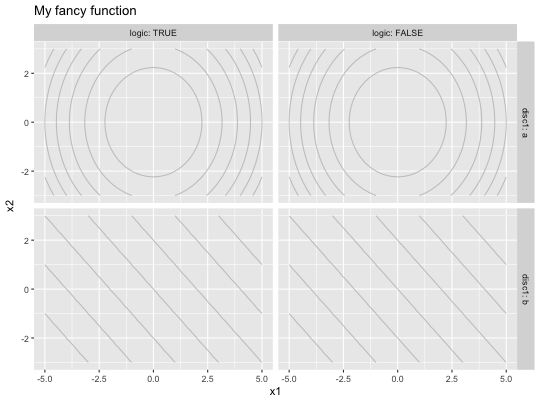 My fancy function
logic: TRUE
logic: FALSE
x2
2
0
-2
disc1: a
2
0
-2
disc1: b
-5.0 -2.5 0.0 2.5 5.0
-5.0 -2.5 0.0 2.5 5.0
x1